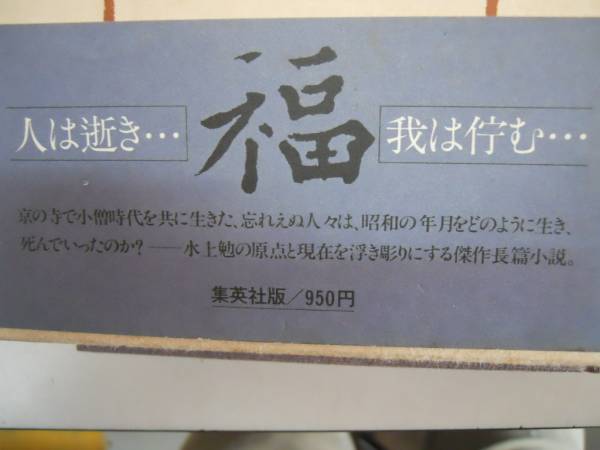 人は逝き…
福
我は佇む…
京の寺で小僧時代を共に生きた、忘れえぬ人々は、昭和の年月をどのように生き、
死んでいったのか?――水上勉の原点と現在を浮き彫りにする傑作長篇小説。
集英社版/950円